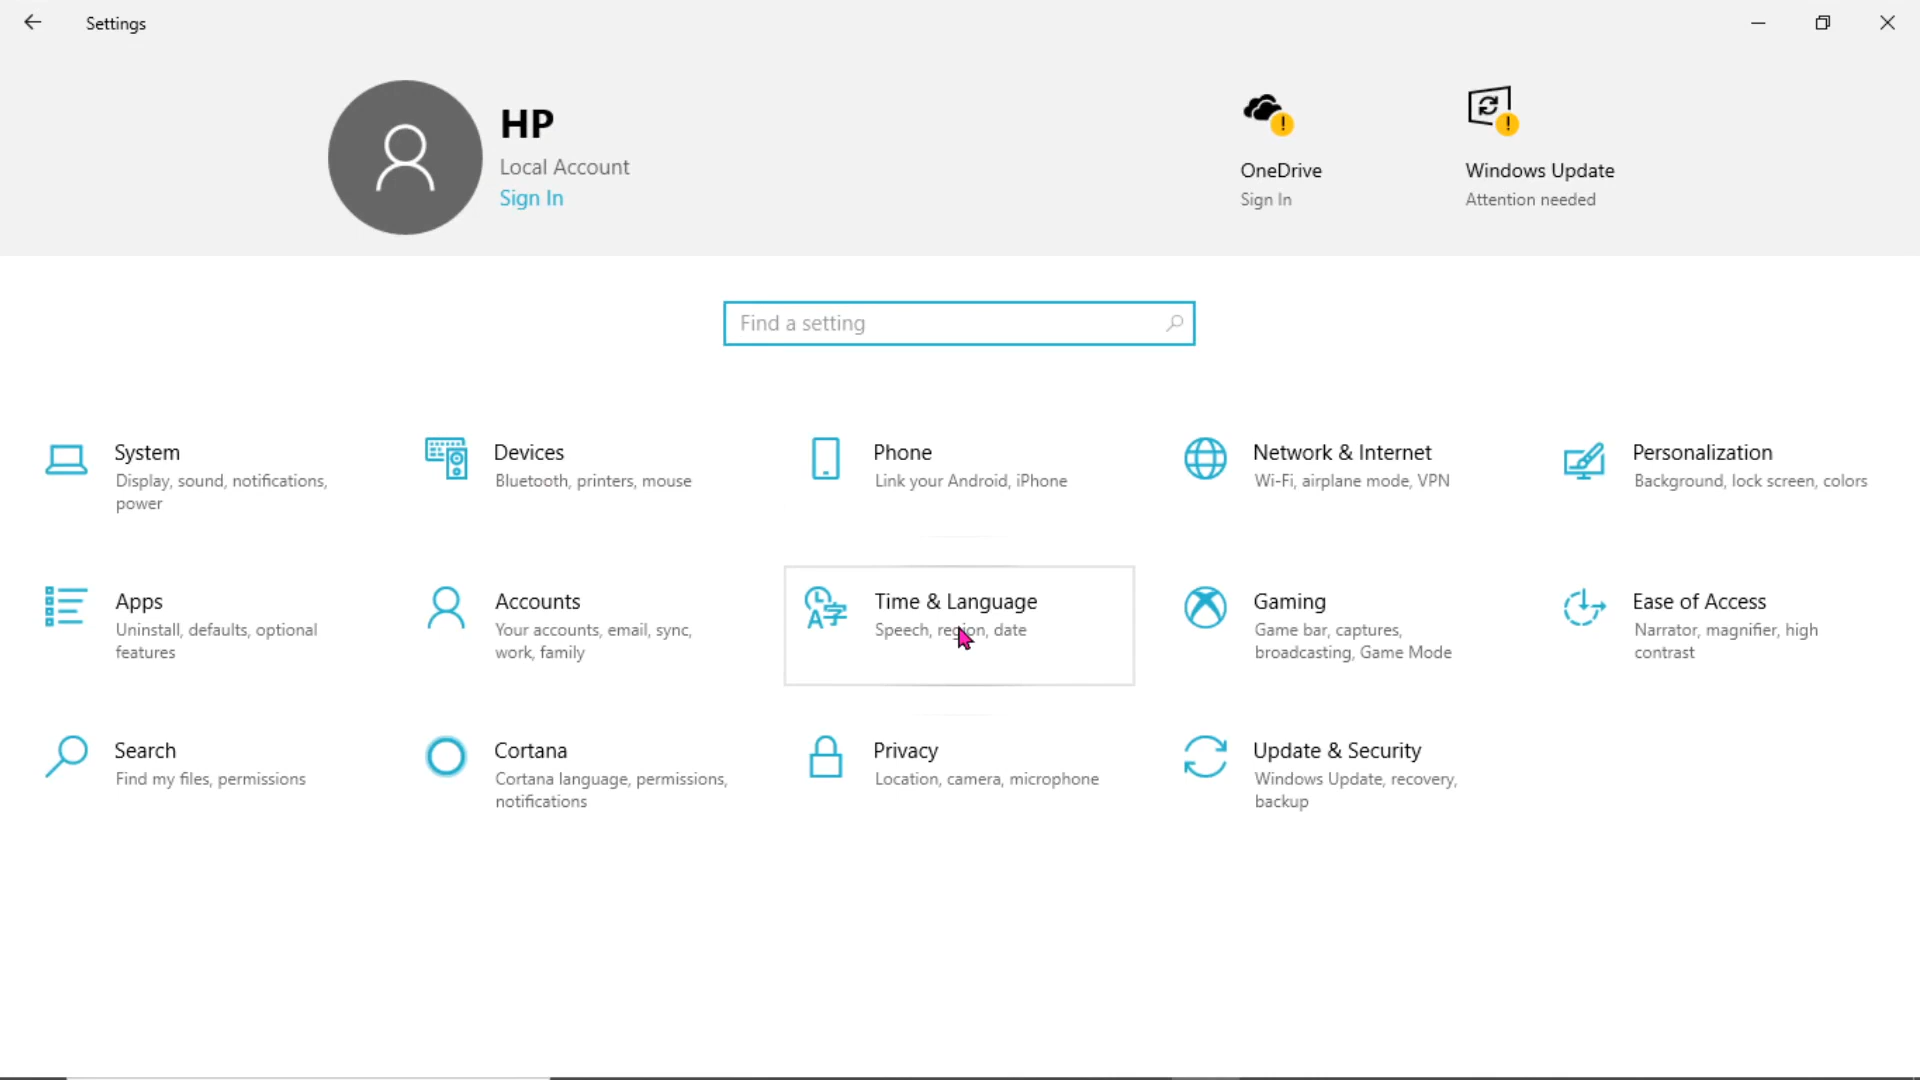 Settings
HP
Local Account
Sign In
OneDrive
Sign In
Windows Update
Attention needed
Find a setting
System
Display, sound, notifications,
power
Devices
Bluetooth, printers, mouse
Phone
Link your Android, iPhone
Network & Internet
Wi-Fi, airplane mode, VPN
Personalization
Background, lock screen, colors
Apps
Uninstall, defaults, optional
features
Accounts
Your accounts, email, sync,
work, family
Time & Language
Speech, region, date
Gaming
Game bar, captures,
broadcasting, Game Mode
Ease of Access
Narrator, magnifier, high
contrast
Search
Find my files, permissions
Cortana
Cortana language, permissions,
notifications
Privacy
Location, camera, microphone
Update & Security
Windows Update, recovery,
backup